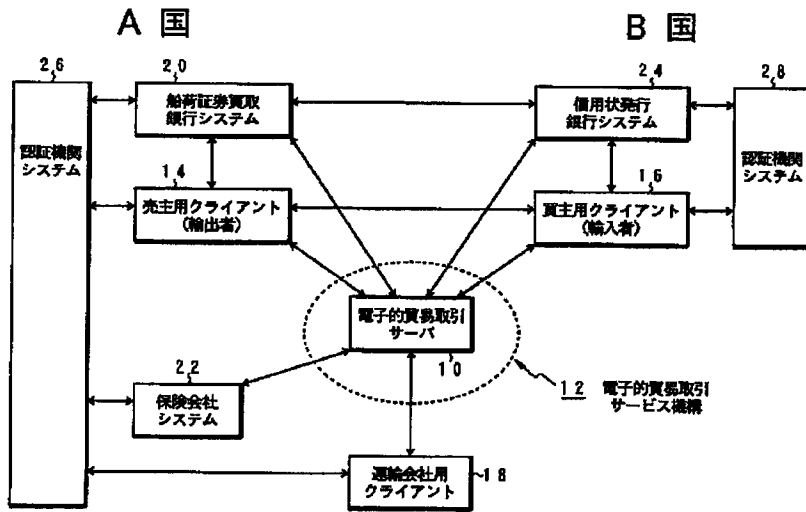 A 国
B 国
26
20
24
28
認証機関
システム
船荷証券買取
銀行システム
信用状発行
銀行システム
認証機関
システム
14
16
売主用クライアント
(輸出者)
買主用クライアント
(輸入者)
電子的貿易取引
サーバ
10
12 電子的貿易取引
サービス機構
22
保険会社
システム
運輸会社用
クライアント
18